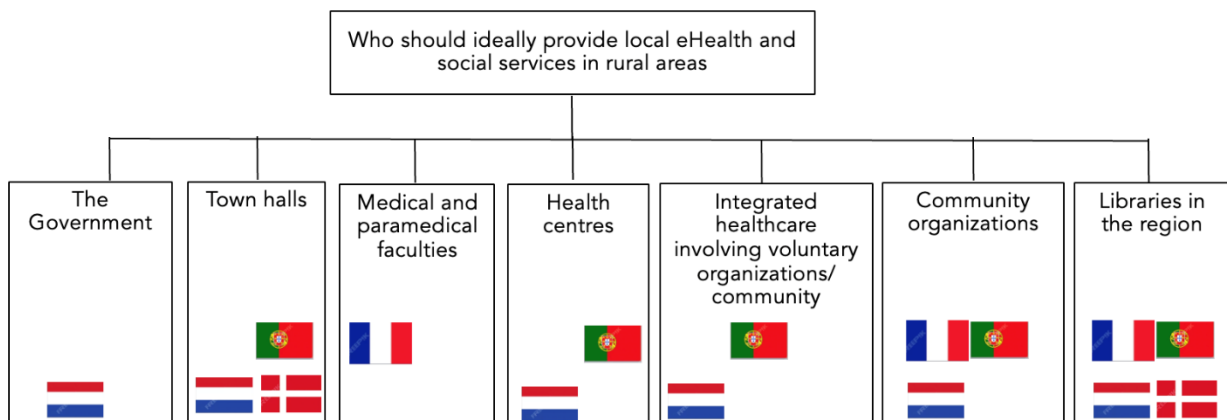 Who should ideally provide local eHealth and
social services in rural areas
The
Government
Town halls
Medical and
paramedical
faculties
Health
centres
Integrated
healthcare
involving voluntary
organizations/
community
Community
organizations
Libraries in
the region